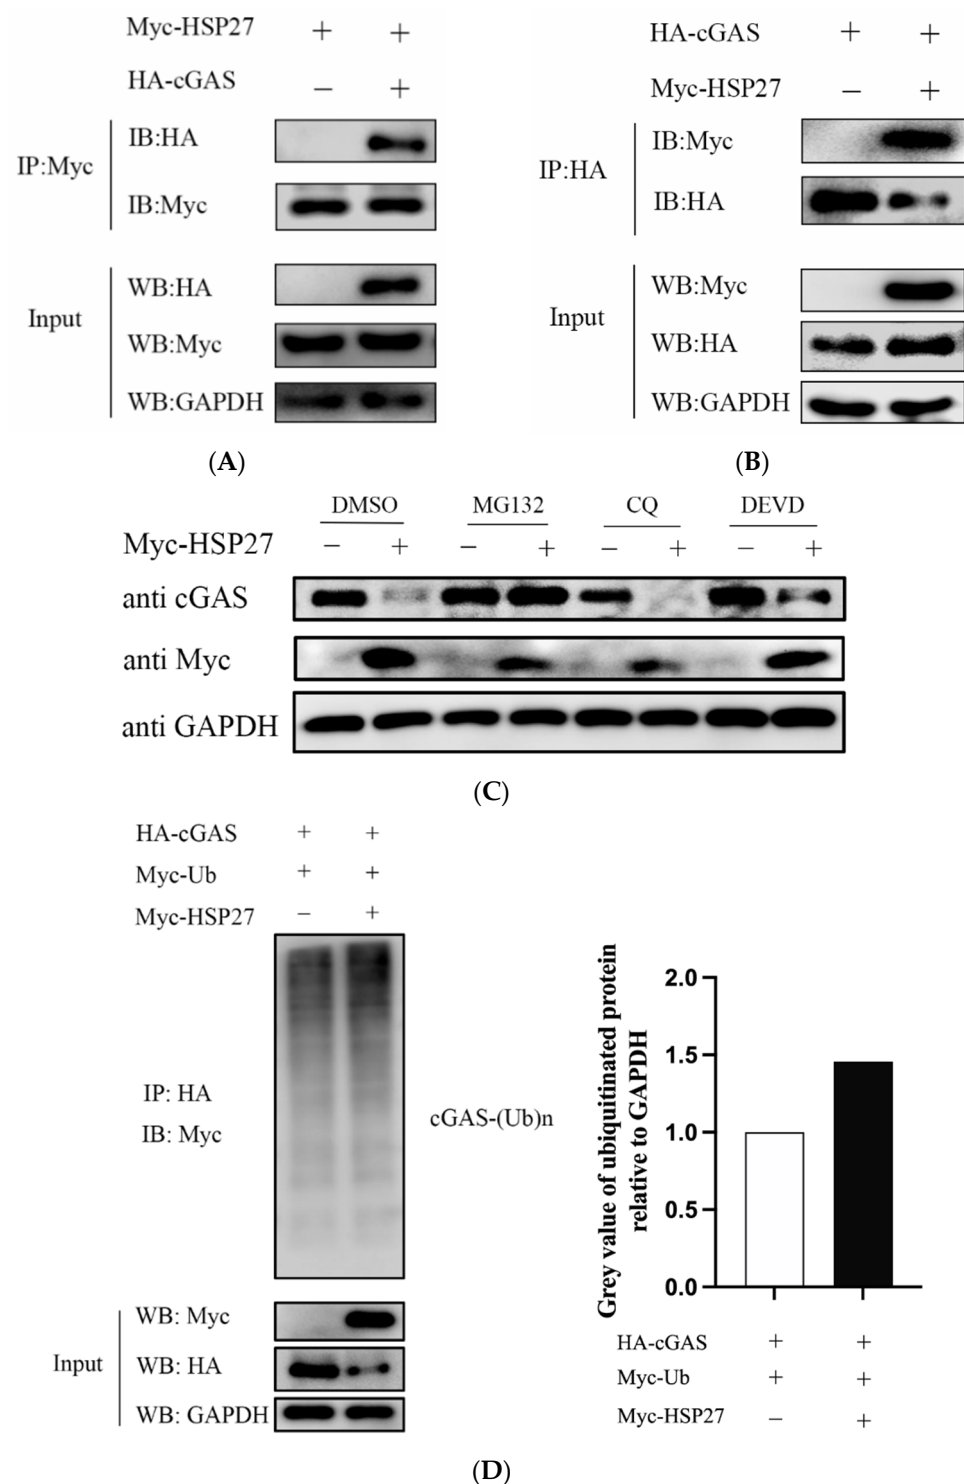 Myc-HSP27 + +
HA-cGAS − +
IP:Myc
IB:HA
IB:Myc
Input
WB:HA
WB:Myc
WB:GAPDH
(A)
HA-cGAS + +
Myc-HSP27 − +
IP:HA
IB:Myc
IB:HA
Input
WB:Myc
WB:HA
WB:GAPDH
(B)
DMSO MG132 CQ DEVD
Myc-HSP27 − + − + − + − +
anti cGAS
anti Myc
anti GAPDH
(C)
HA-cGAS + +
Myc-Ub + +
Myc-HSP27 − +
IP: HA
IB: Myc
cGAS-(Ub)n
Input
WB: Myc
WB: HA
WB: GAPDH
Grey value of ubiquitinated protein
relative to GAPDH
2.0
1.5
1.0
0.5
0.0
HA-cGAS + +
Myc-Ub + +
Myc-HSP27 − +
(D)